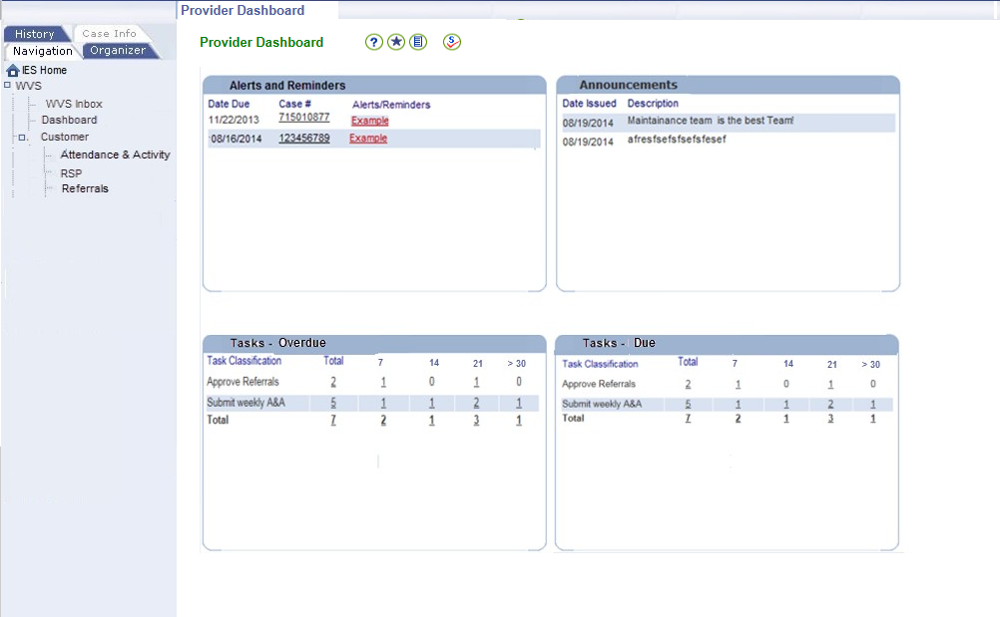 Provider Dashboard
History Case Info
Navigation Organizer
IES Home
WVS
WVS Inbox
Dashboard
Customer
Attendance & Activity
RSP
Referrals
Provider Dashboard ? S
Alerts and Reminders
Date Due Case # Alerts/Reminders
11/22/2013 715010877 Example
08/16/2014 123456789 Example
Announcements
Date Issued Description
08/19/2014 Maintainance team is the best Team!
08/19/2014 afresfsefsfsefsfesef
Tasks - Overdue
Task Classification Total 7 14 21 > 30
Approve Referrals 2 1 0 1 0
Submit weekly A&A 5 1 1 2 1
Total 7 2 1 3 1
Tasks - Due
Task Classification Total 7 14 21 > 30
Approve Referrals 2 1 0 1 0
Submit weekly A&A 5 1 1 2 1
Total 7 2 1 3 1